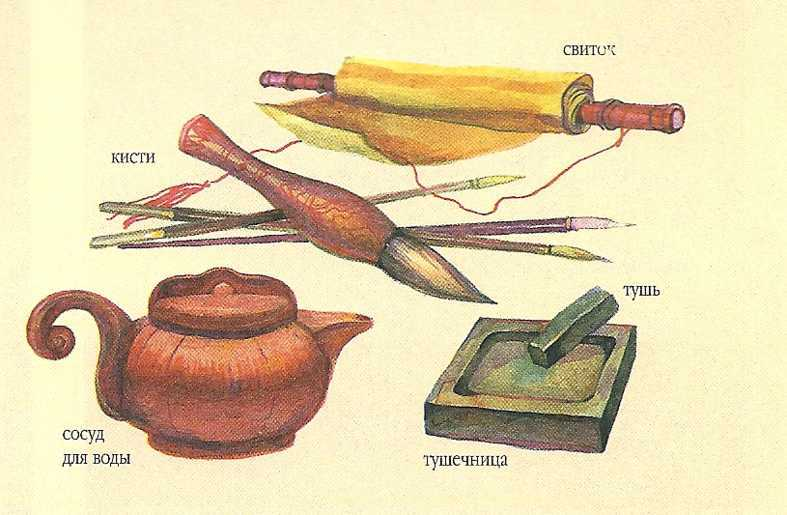 свиток
кисти
тушь
сосуд
для воды
тушечница